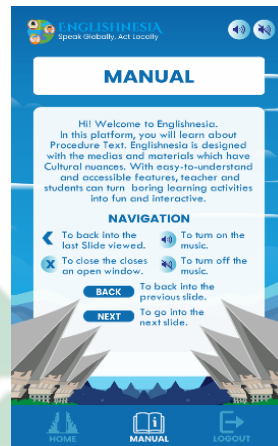 ENGLISHNESIA
Speak Globally, Act Locally
MANUAL
Hi! Welcome to Englishnesia.
In this platform, you will learn about
Procedure Text. Englishnesia is designed
with the medias and materials which have
Cultural nuances. With easy-to-understand
and accessible features, teacher and
students can turn boring learning activities
into fun and interactive.
NAVIGATION
To back into the
last Slide viewed.
To turn on the
music.
To close the closes
an open window.
To turn off the
music.
BACK
To back into the
previous slide.
NEXT
To go into the
next slide.
HOME
MANUAL
LOGOUT